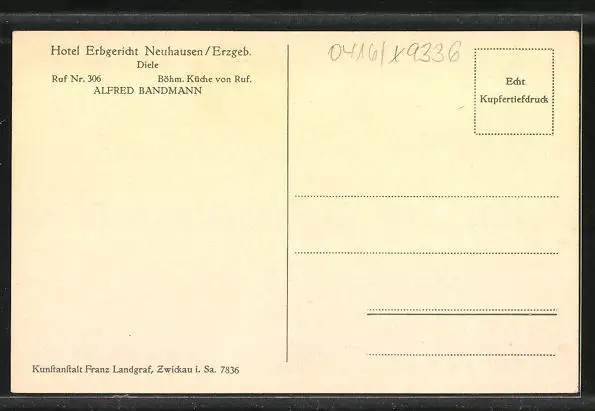 Hotel Erbgericht Neuhausen/Erzgeb.
Diele
Ruf Nr. 306 Böhm. Küche von Ruf.
ALFRED BANDMANN
0416/x9336
Echt
Kupfertiefdruck
Kunſtanſtalt Franz Landgraf, Zwickau i. Sa. 7836